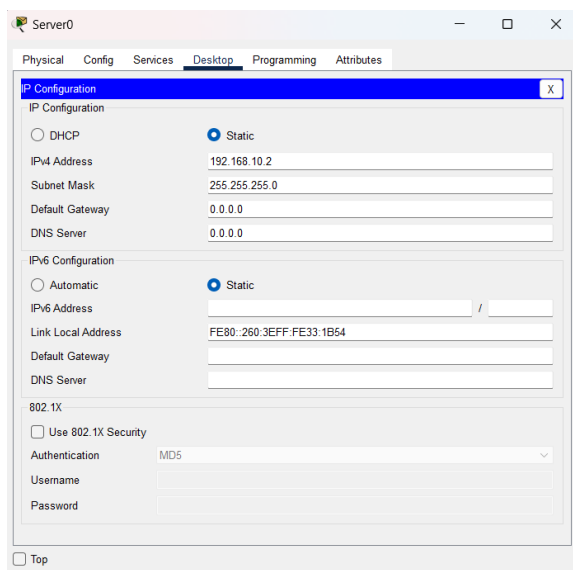 Server0
Physical Config Services Desktop Programming Attributes
IP Configuration X
IP Configuration
DHCP Static
IPv4 Address 192.168.10.2
Subnet Mask 255.255.255.0
Default Gateway 0.0.0.0
DNS Server 0.0.0.0
IPv6 Configuration
Automatic Static
IPv6 Address /
Link Local Address FE80::260:3EFF:FE33:1B54
Default Gateway
DNS Server
802.1X
Use 802.1X Security
Authentication MD5
Username
Password
Top